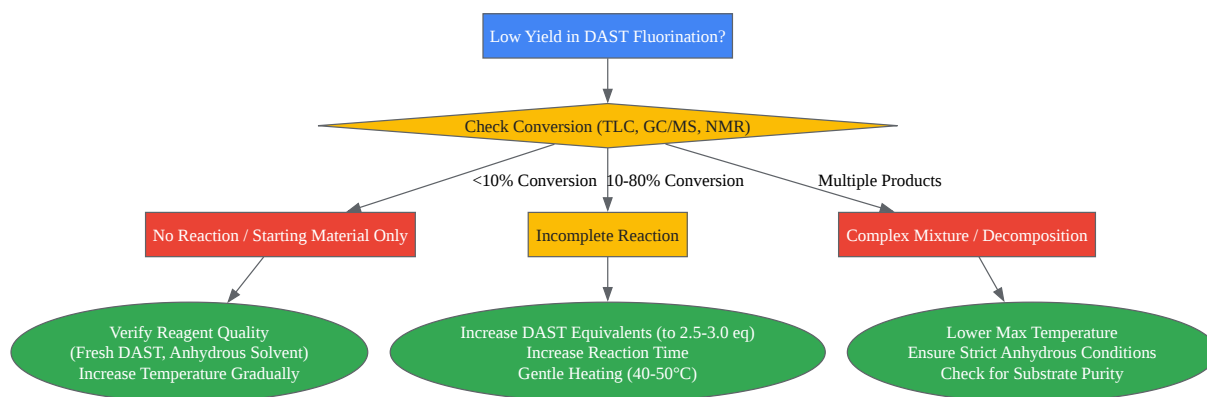 Low Yield in DAST Fluorination?
Check Conversion (TLC, GC/MS, NMR)
<10% Conversion
10-80% Conversion
Multiple Products
No Reaction / Starting Material Only
Incomplete Reaction
Complex Mixture / Decomposition
Verify Reagent Quality
(Fresh DAST, Anhydrous Solvent)
Increase Temperature Gradually
Increase DAST Equivalents (to 2.5-3.0 eq)
Increase Reaction Time
Gentle Heating (40-50°C)
Lower Max Temperature
Ensure Strict Anhydrous Conditions
Check for Substrate Purity